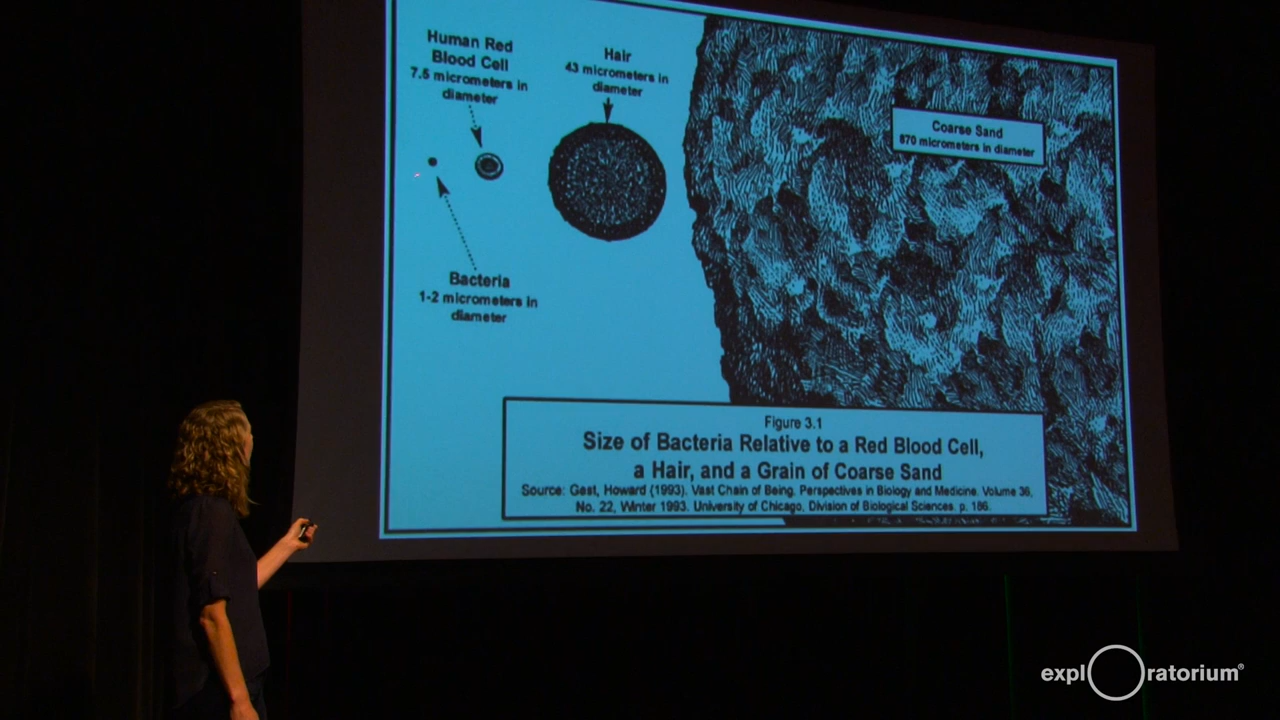 Human Red
Blood Cell
7.5 micrometers in
diameter
Hair
43 micrometers in
diameter
Coarse Sand
870 micrometers in diameter
Bacteria
1-2 micrometers in
diameter
Figure 3.1
Size of Bacteria Relative to a Red Blood Cell,
a Hair, and a Grain of Coarse Sand
Source: Gest, Howard (1993). Vast Chain of Being. Perspectives in Biology and Medicine. Volume 36,
No. 22, Winter 1993. University of Chicago, Division of Biological Sciences. p. 186.
exploratorium®